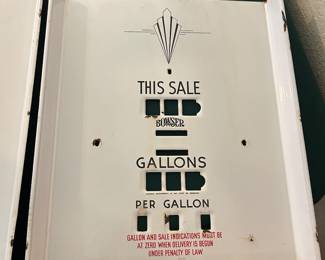 THIS SALE
BOWSER
GALLONS
PER GALLON
GALLON AND SALE INDICATIONS MUST BE
AT ZERO WHEN DELIVERY IS BEGUN
UNDER PENALTY OF LAW